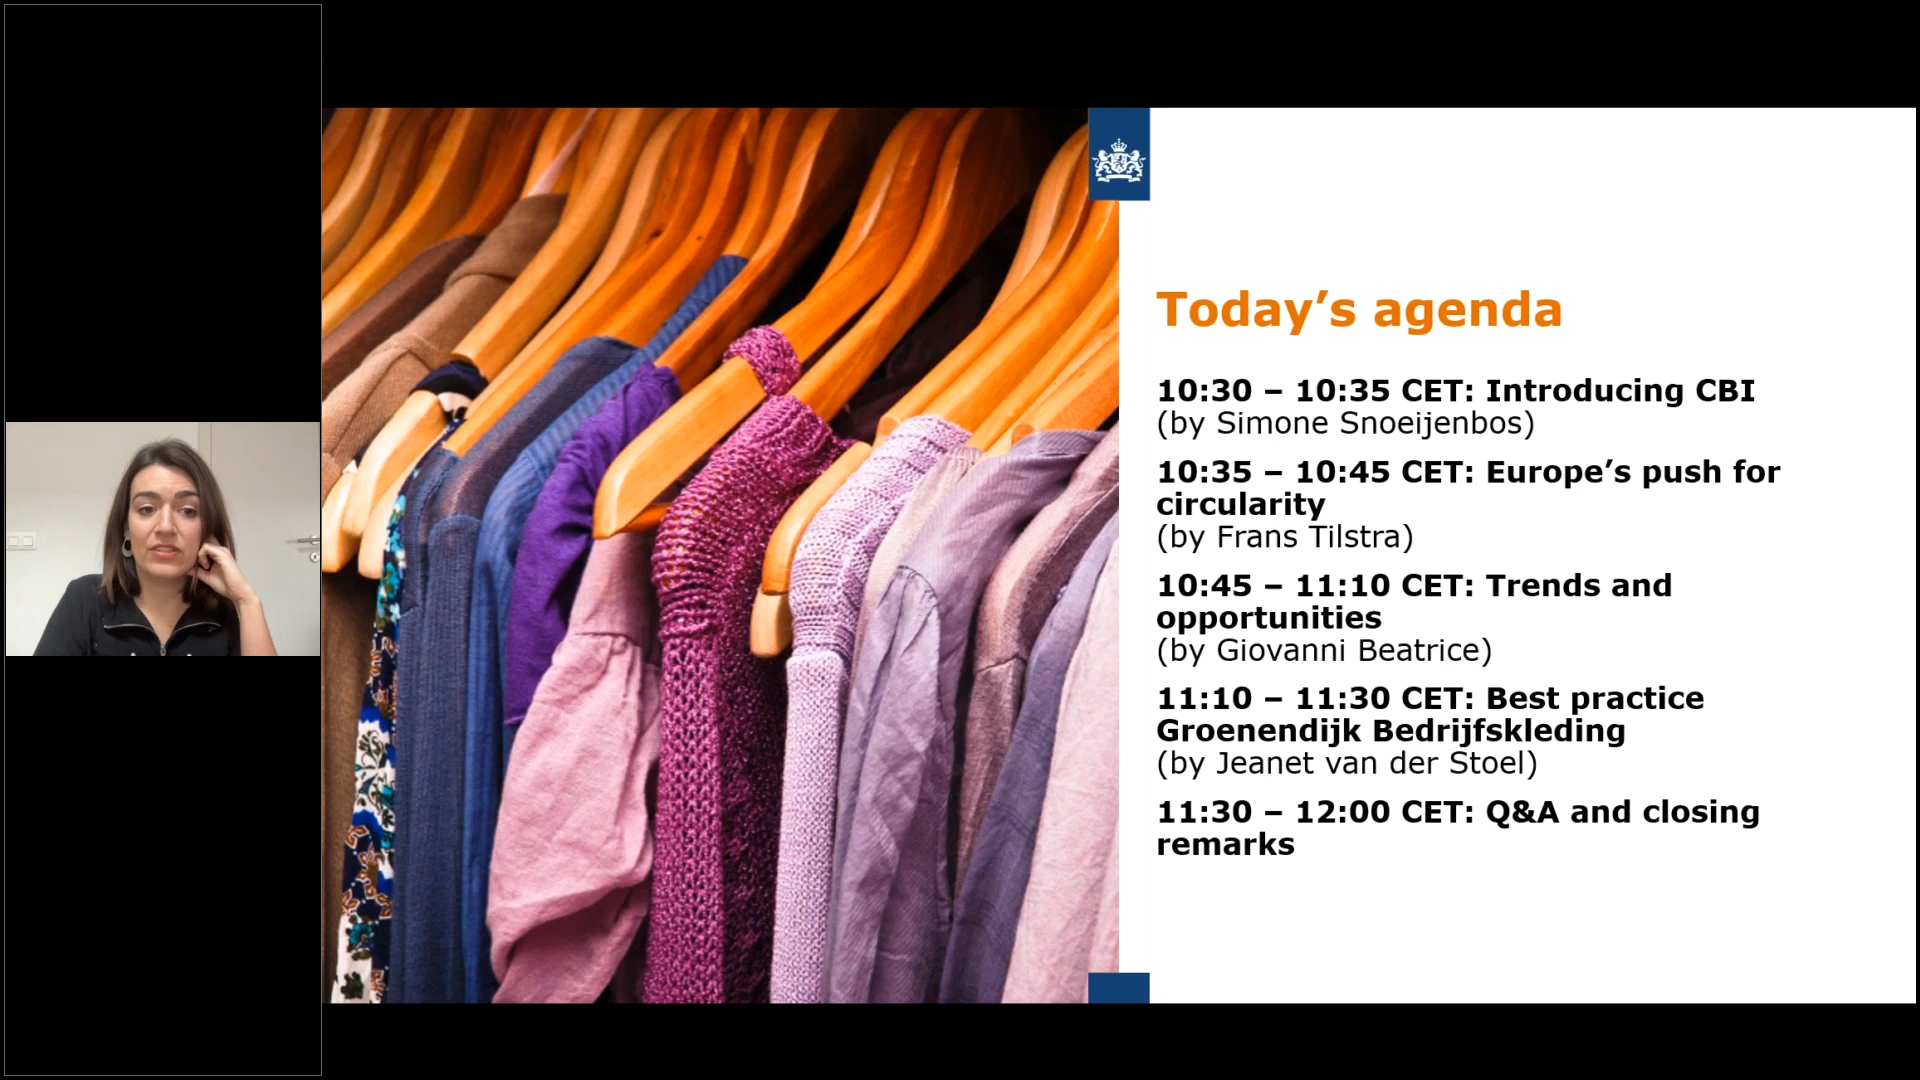 Today’s agenda
10:30 – 10:35 CET: Introducing CBI
(by Simone Snoeijenbos)
10:35 – 10:45 CET: Europe’s push for
circularity
(by Frans Tilstra)
10:45 – 11:10 CET: Trends and
opportunities
(by Giovanni Beatrice)
11:10 – 11:30 CET: Best practice
Groenendijk Bedrijfskleding
(by Jeanet van der Stoel)
11:30 – 12:00 CET: Q&A and closing
remarks